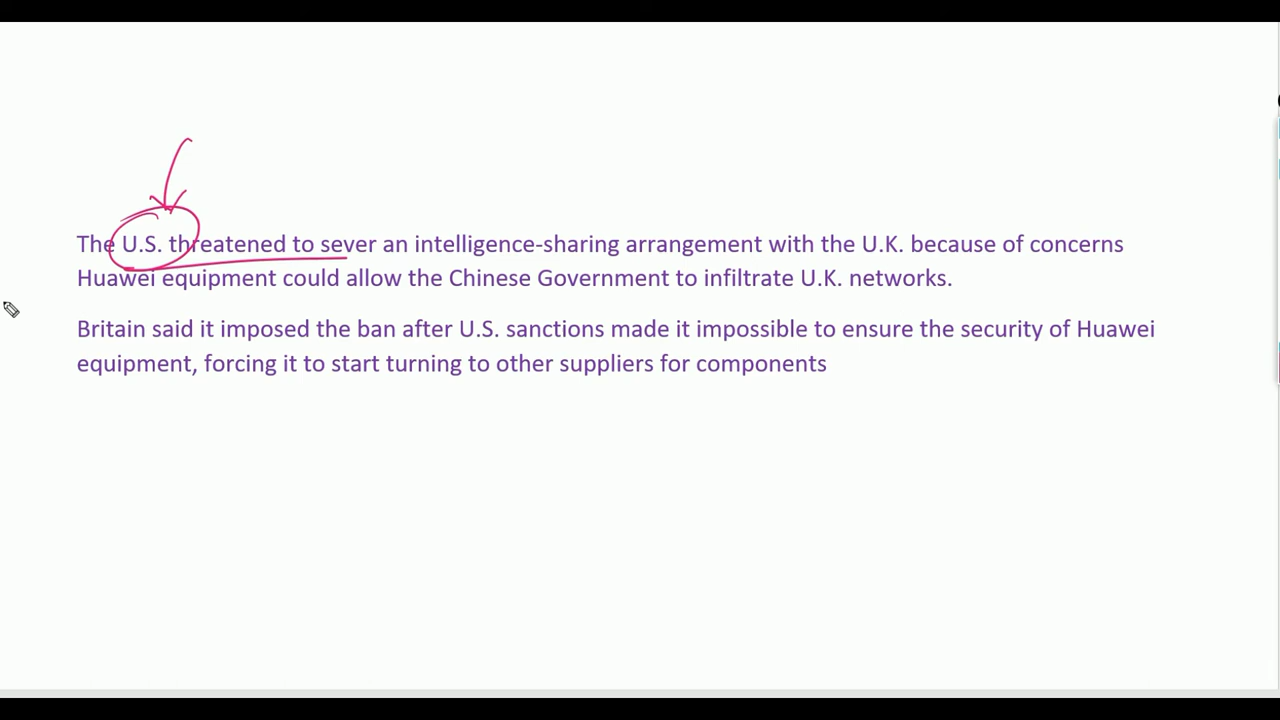 The U.S. threatened to sever an intelligence-sharing arrangement with the U.K. because of concerns
Huawei equipment could allow the Chinese Government to infiltrate U.K. networks.
Britain said it imposed the ban after U.S. sanctions made it impossible to ensure the security of Huawei
equipment, forcing it to start turning to other suppliers for components